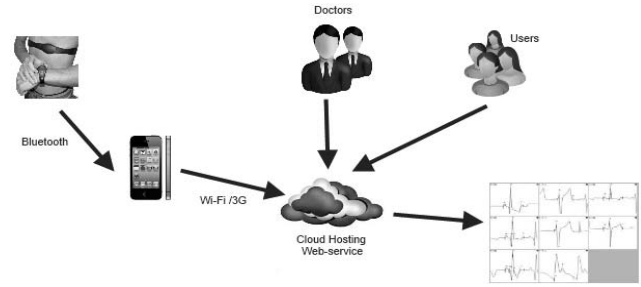 Doctors
Users
Bluetooth
Wi-Fi /3G
Cloud Hosting
Web-service